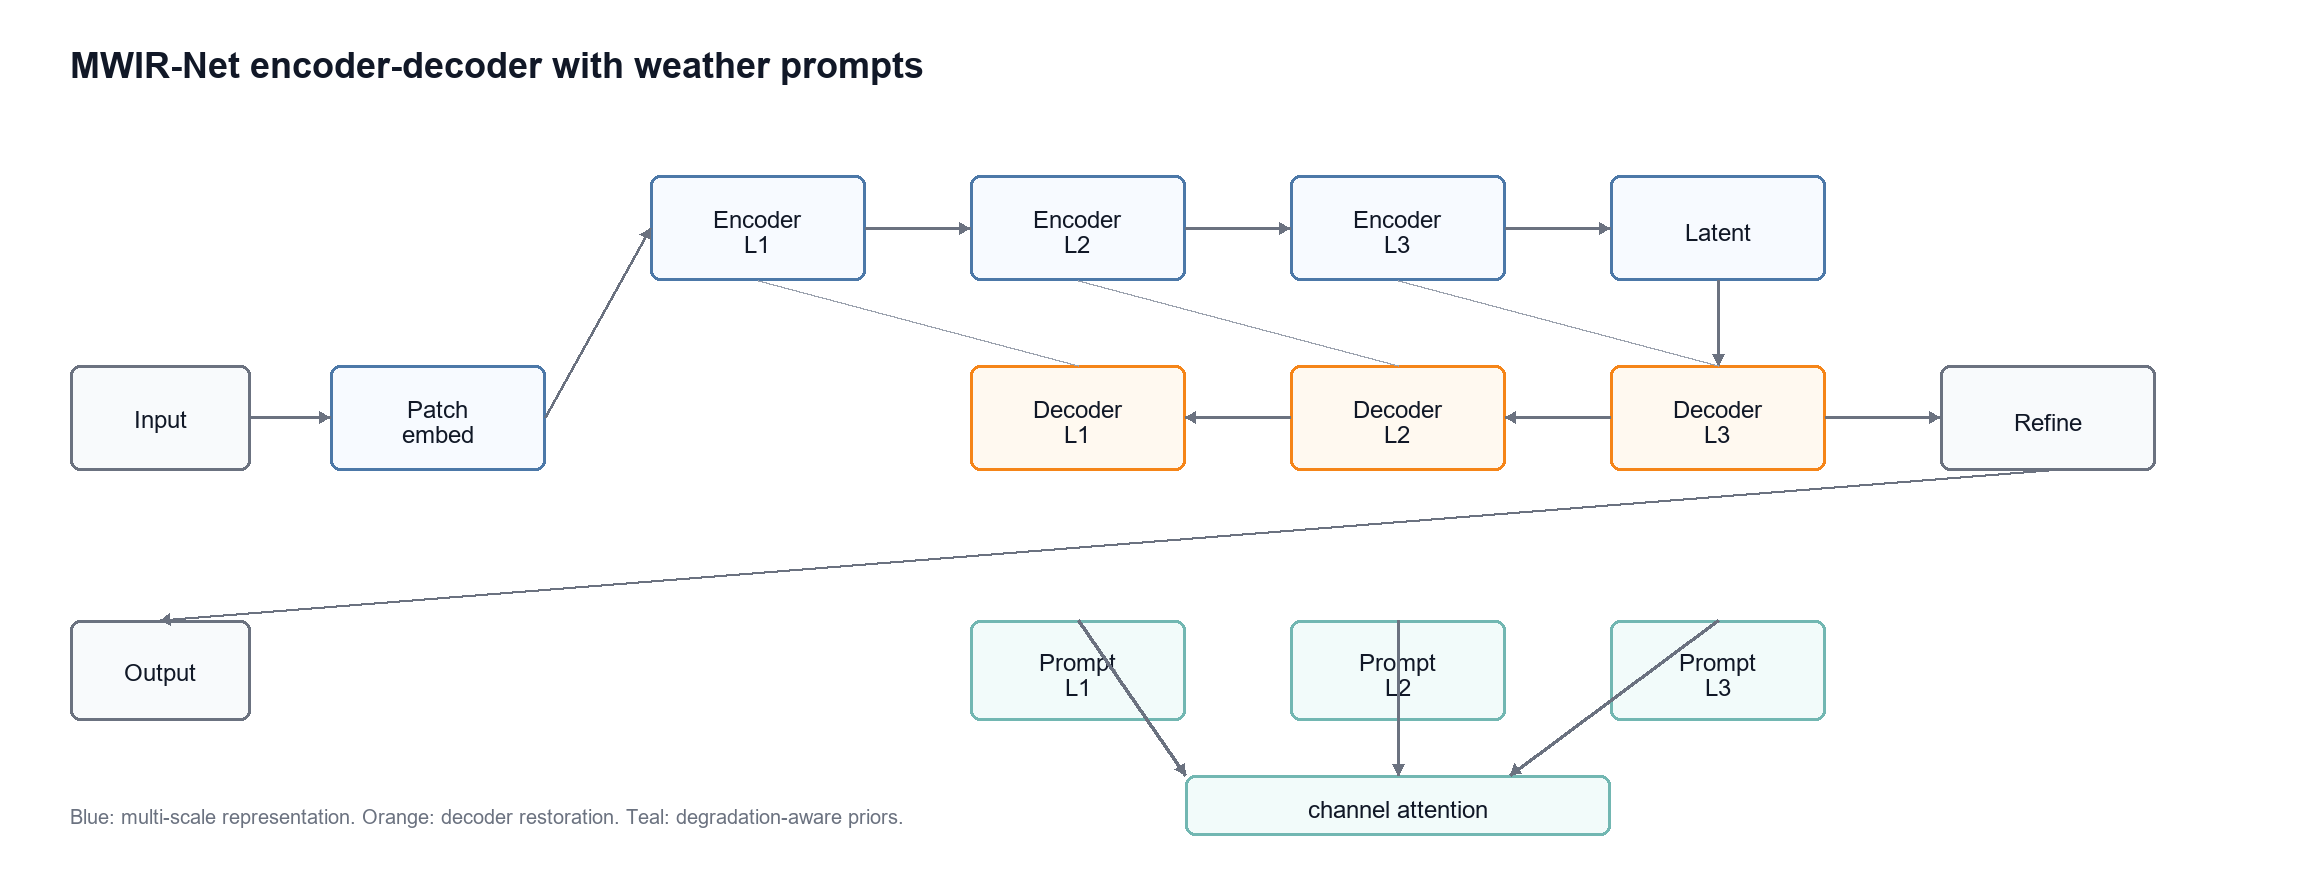 MWIR-Net encoder-decoder with weather prompts
Encoder
L1
Encoder
L2
Encoder
L3
Latent
Input
Patch
embed
Decoder
L1
Decoder
L2
Decoder
L3
Refine
Output
Prompt
L1
Prompt
L2
Prompt
L3
channel attention
Blue: multi-scale representation. Orange: decoder restoration. Teal: degradation-aware priors.